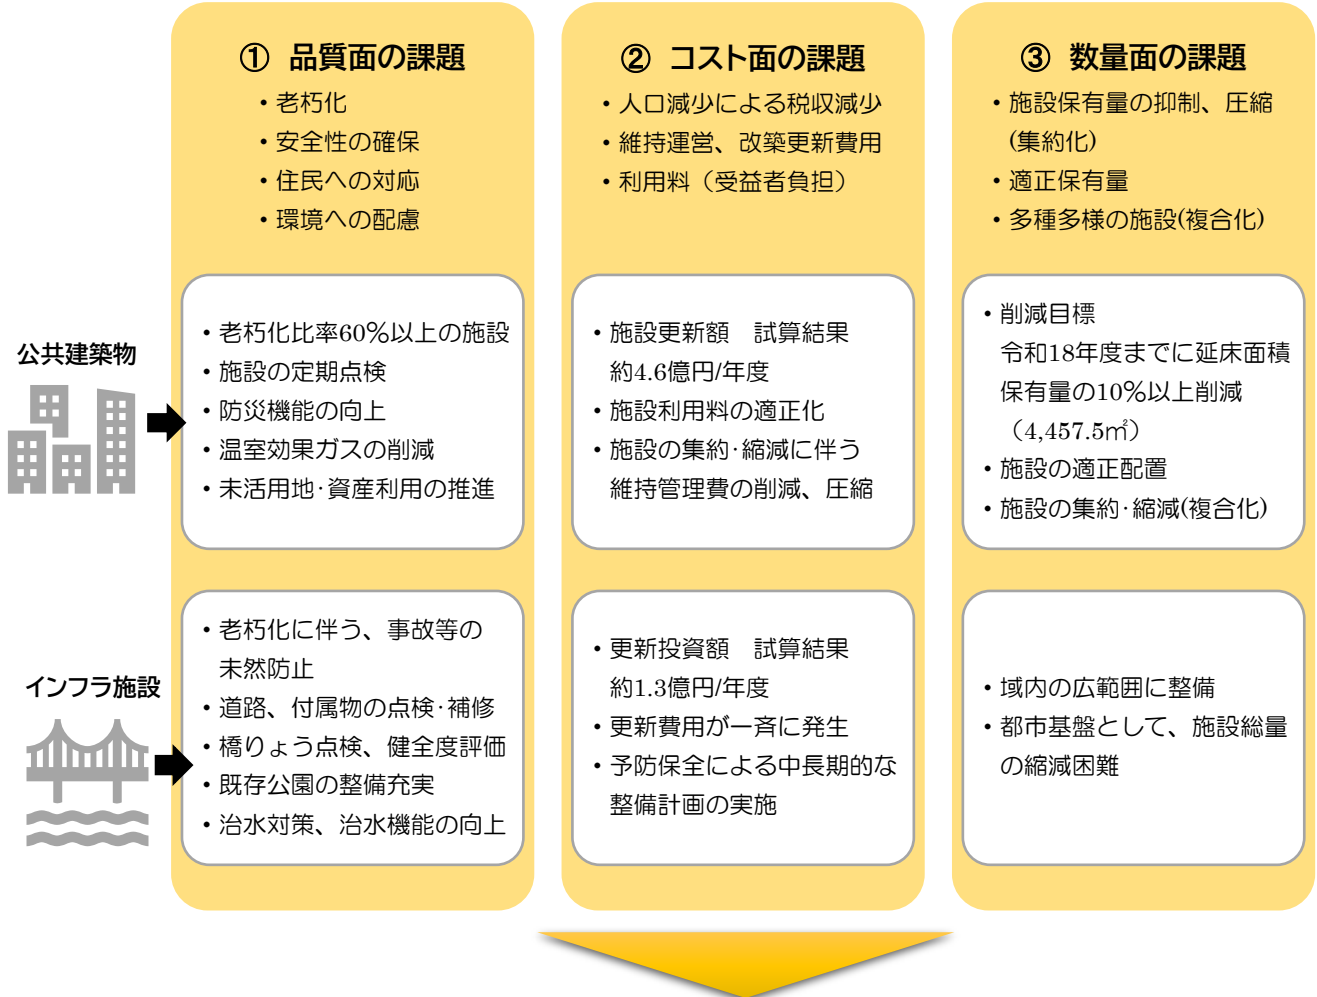 ① 品質面の課題
・老朽化
・安全性の確保
・住民への対応
・環境への配慮
② コスト面の課題
・人口減少による税収減少
・維持運営、改築更新費用
・利用料（受益者負担）
③ 数量面の課題
・施設保有量の抑制、圧縮
(集約化)
・適正保有量
・多種多様の施設(複合化)
公共建築物
・老朽化比率60％以上の施設
・施設の定期点検
・防災機能の向上
・温室効果ガスの削減
・未活用地･資産利用の推進
・施設更新額　試算結果
約4.6億円/年度
・施設利用料の適正化
・施設の集約･縮減に伴う
維持管理費の削減、圧縮
・削減目標
令和18年度までに延床面積
保有量の10％以上削減
（4,457.5㎡）
・施設の適正配置
・施設の集約･縮減(複合化)
インフラ施設
・老朽化に伴う、事故等の
未然防止
・道路、付属物の点検･補修
・橋りょう点検、健全度評価
・既存公園の整備充実
・治水対策、治水機能の向上
・更新投資額　試算結果
約1.3億円/年度
・更新費用が一斉に発生
・予防保全による中長期的な
整備計画の実施
・域内の広範囲に整備
・都市基盤として、施設総量
の縮減困難